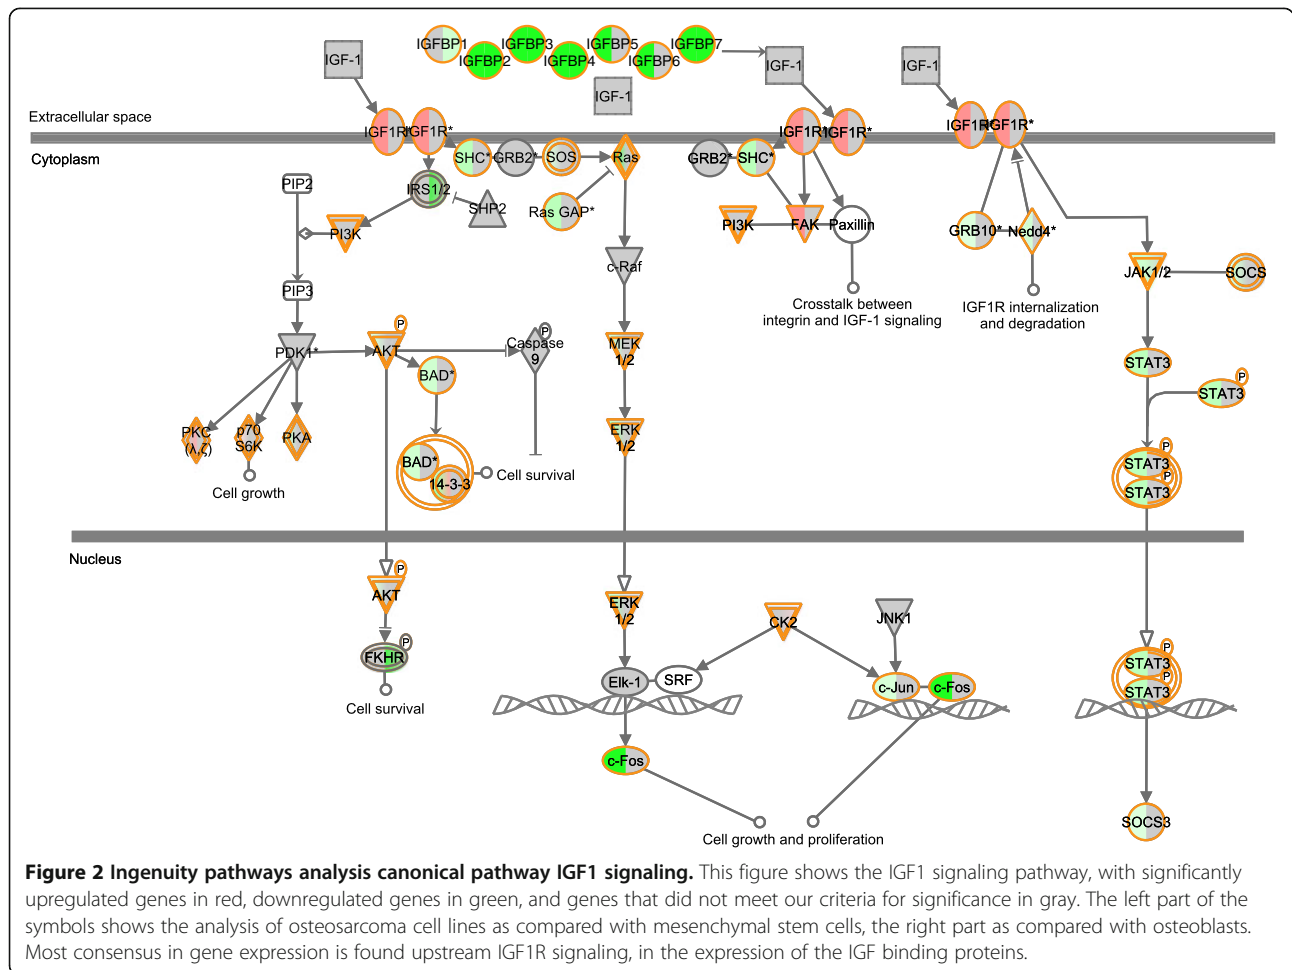 IGFBP1 IGFBP3 IGFBP5 IGFBP7
IGFBP2 IGFBP4 IGFBP6
IGF-1 IGF-1 IGF-1
IGF-1
Extracellular space
IGF1R* IGF1R* IGF1R* IGF1R* IGF1R* IGF1R*
Cytoplasm
SHC* GRB2* SOS Ras GRB2* SHC*
PIP2 IRS1/2
SHP2 Ras GAP*
PI3K PI3K FAK Paxillin GRB10* Nedd4*
c-Raf JAK1/2 SOCS
PIP3
Crosstalk between
integrin and IGF-1 signaling
IGF1R internalization
and degradation
P P
PDK1* AKT
Caspase
9
MEK
1/2
BAD* STAT3
P
STAT3
PKC
(λ,ζ)
p70
S6K
PKA
ERK
1/2
P
STAT3
P
STAT3
BAD*
14-3-3
Cell survival
Cell growth
Nucleus
P
AKT
ERK
1/2
CK2 JNK1
P
FKHR
P
STAT3
P
STAT3
Elk-1 SRF c-Jun c-Fos
Cell survival
c-Fos
SOCS3
Cell growth and proliferation
Figure 2 Ingenuity pathways analysis canonical pathway IGF1 signaling. This figure shows the IGF1 signaling pathway, with significantly
upregulated genes in red, downregulated genes in green, and genes that did not meet our criteria for significance in gray. The left part of the
symbols shows the analysis of osteosarcoma cell lines as compared with mesenchymal stem cells, the right part as compared with osteoblasts.
Most consensus in gene expression is found upstream IGF1R signaling, in the expression of the IGF binding proteins.